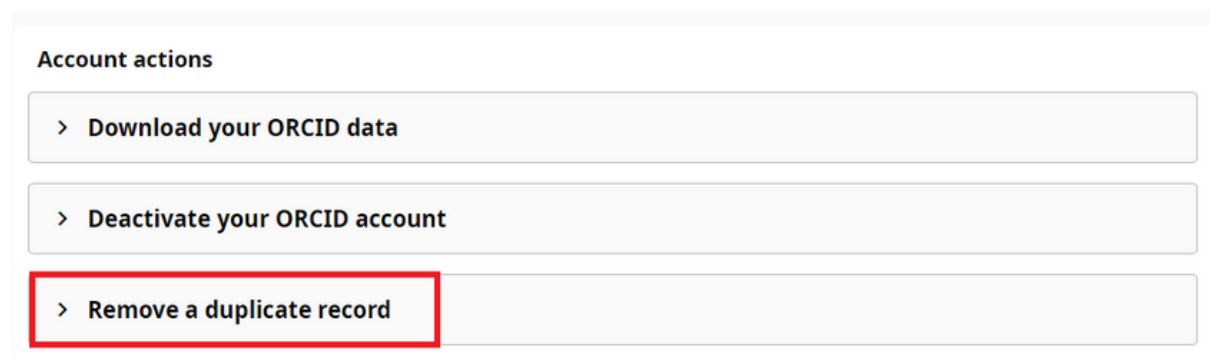 Account actions
Download your ORCID data
Deactivate your ORCID account
Remove a duplicate record